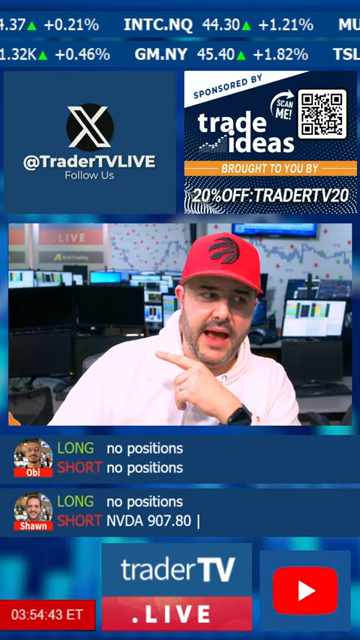 4.37▲ +0.21% INTC.NQ 44.30▲ +1.21% MU
1.32K▲ +0.46% GM.NY 45.40▲ +1.82% TSL
@TraderTVLIVE
Follow Us
SPONSORED BY
SCAN ME!
trade ideas
BROUGHT TO YOU BY
20%OFF:TRADERTV20
.LIVE
LONG no positions
SHORT no positions
Obi
LONG no positions
SHORT NVDA 907.80 |
Shawn
traderTV
.LIVE
03:54:43 ET